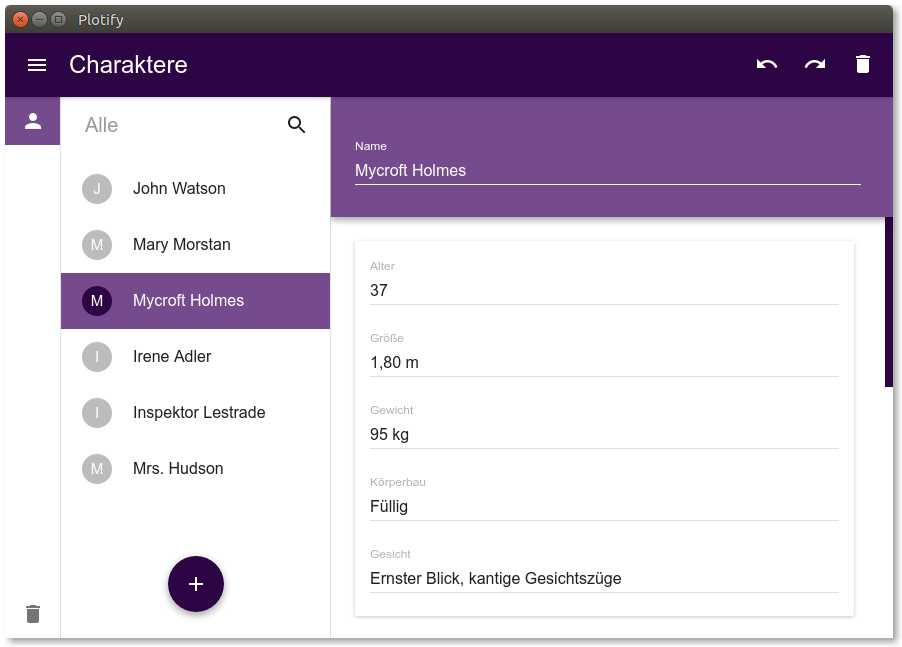 Plotify
Charaktere
Alle
J John Watson
M Mary Morstan
M Mycroft Holmes
I Irene Adler
I Inspektor Lestrade
M Mrs. Hudson
Name
Mycroft Holmes
Alter
37
Größe
1,80 m
Gewicht
95 kg
Körperbau
Füllig
Gesicht
Ernster Blick, kantige Gesichtszüge